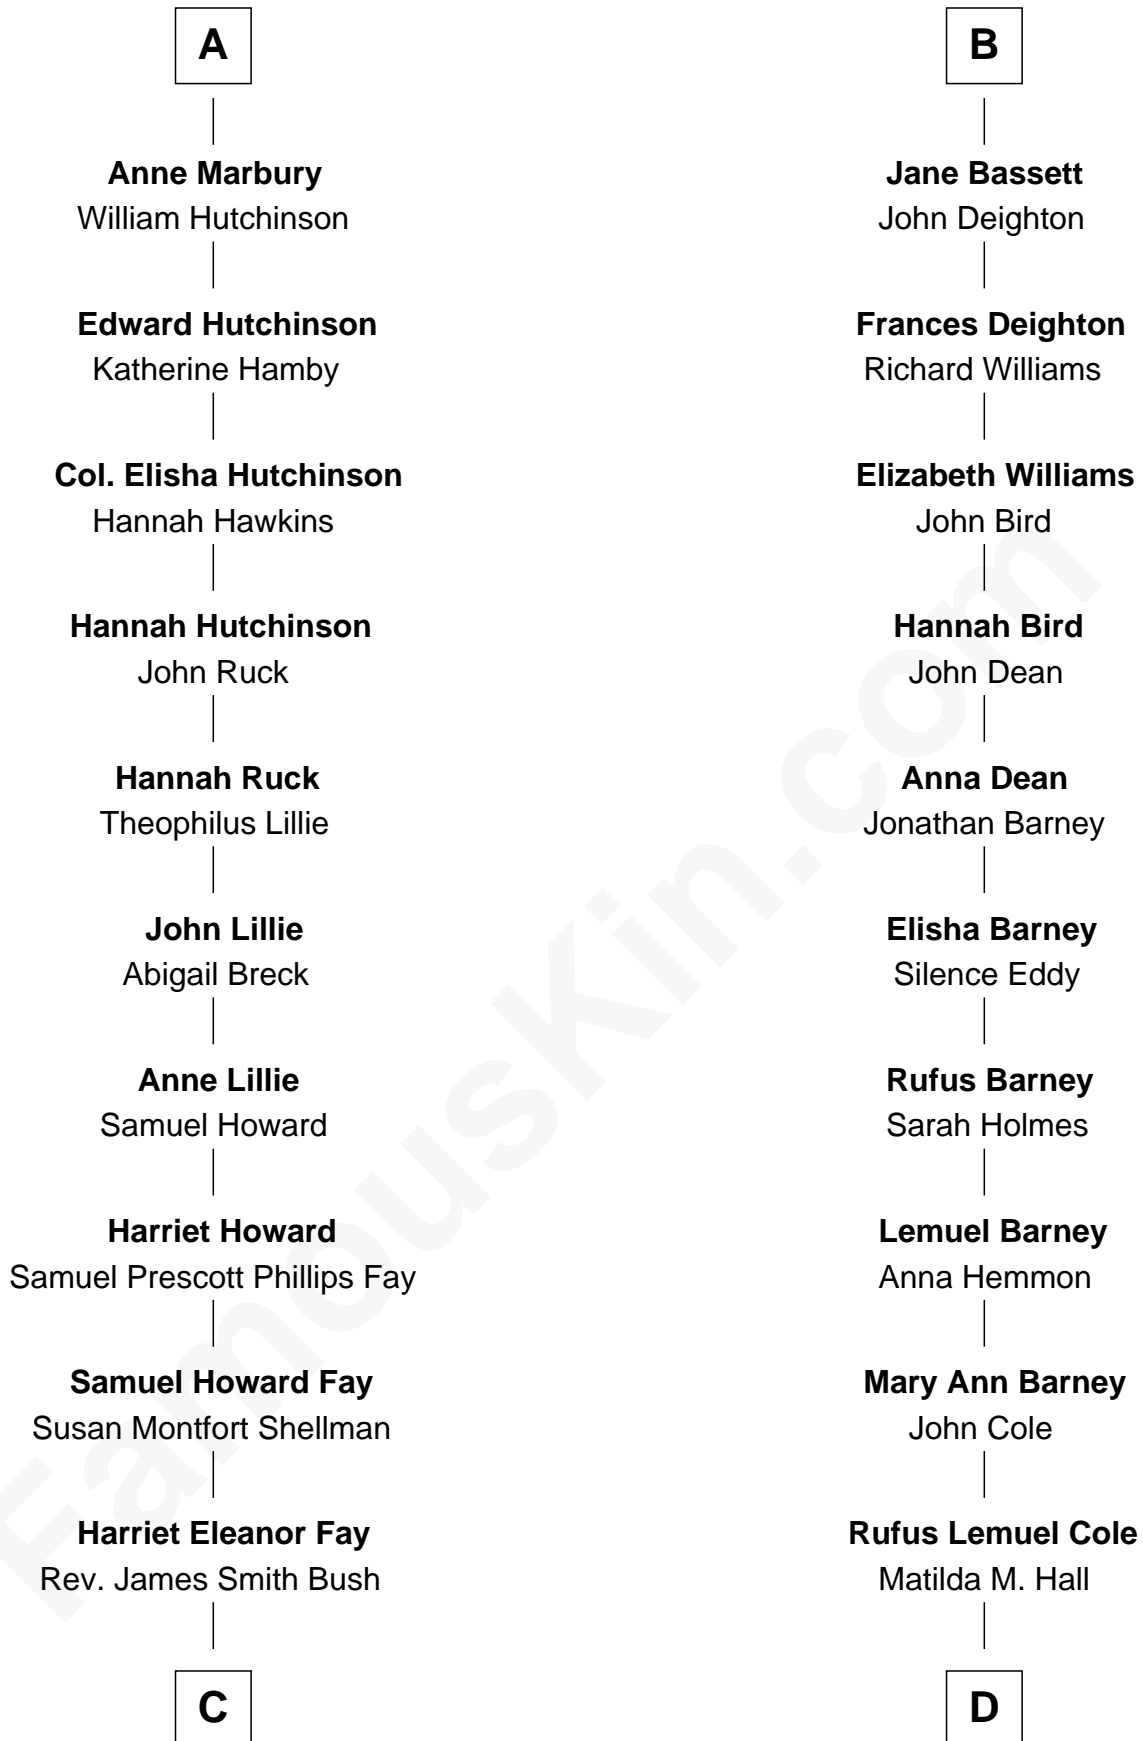 A
Anne Marbury
William Hutchinson
Edward Hutchinson
Katherine Hamby
Col. Elisha Hutchinson
Hannah Hawkins
Hannah Hutchinson
John Ruck
Hannah Ruck
Theophilus Lillie
John Lillie
Abigail Breck
Anne Lillie
Samuel Howard
Harriet Howard
Samuel Prescott Phillips Fay
Samuel Howard Fay
Susan Montfort Shellman
Harriet Eleanor Fay
Rev. James Smith Bush
C
B
Jane Bassett
John Deighton
Frances Deighton
Richard Williams
Elizabeth Williams
John Bird
Hannah Bird
John Dean
Anna Dean
Jonathan Barney
Elisha Barney
Silence Eddy
Rufus Barney
Sarah Holmes
Lemuel Barney
Anna Hemmon
Mary Ann Barney
John Cole
Rufus Lemuel Cole
Matilda M. Hall
D
FamousKin.com